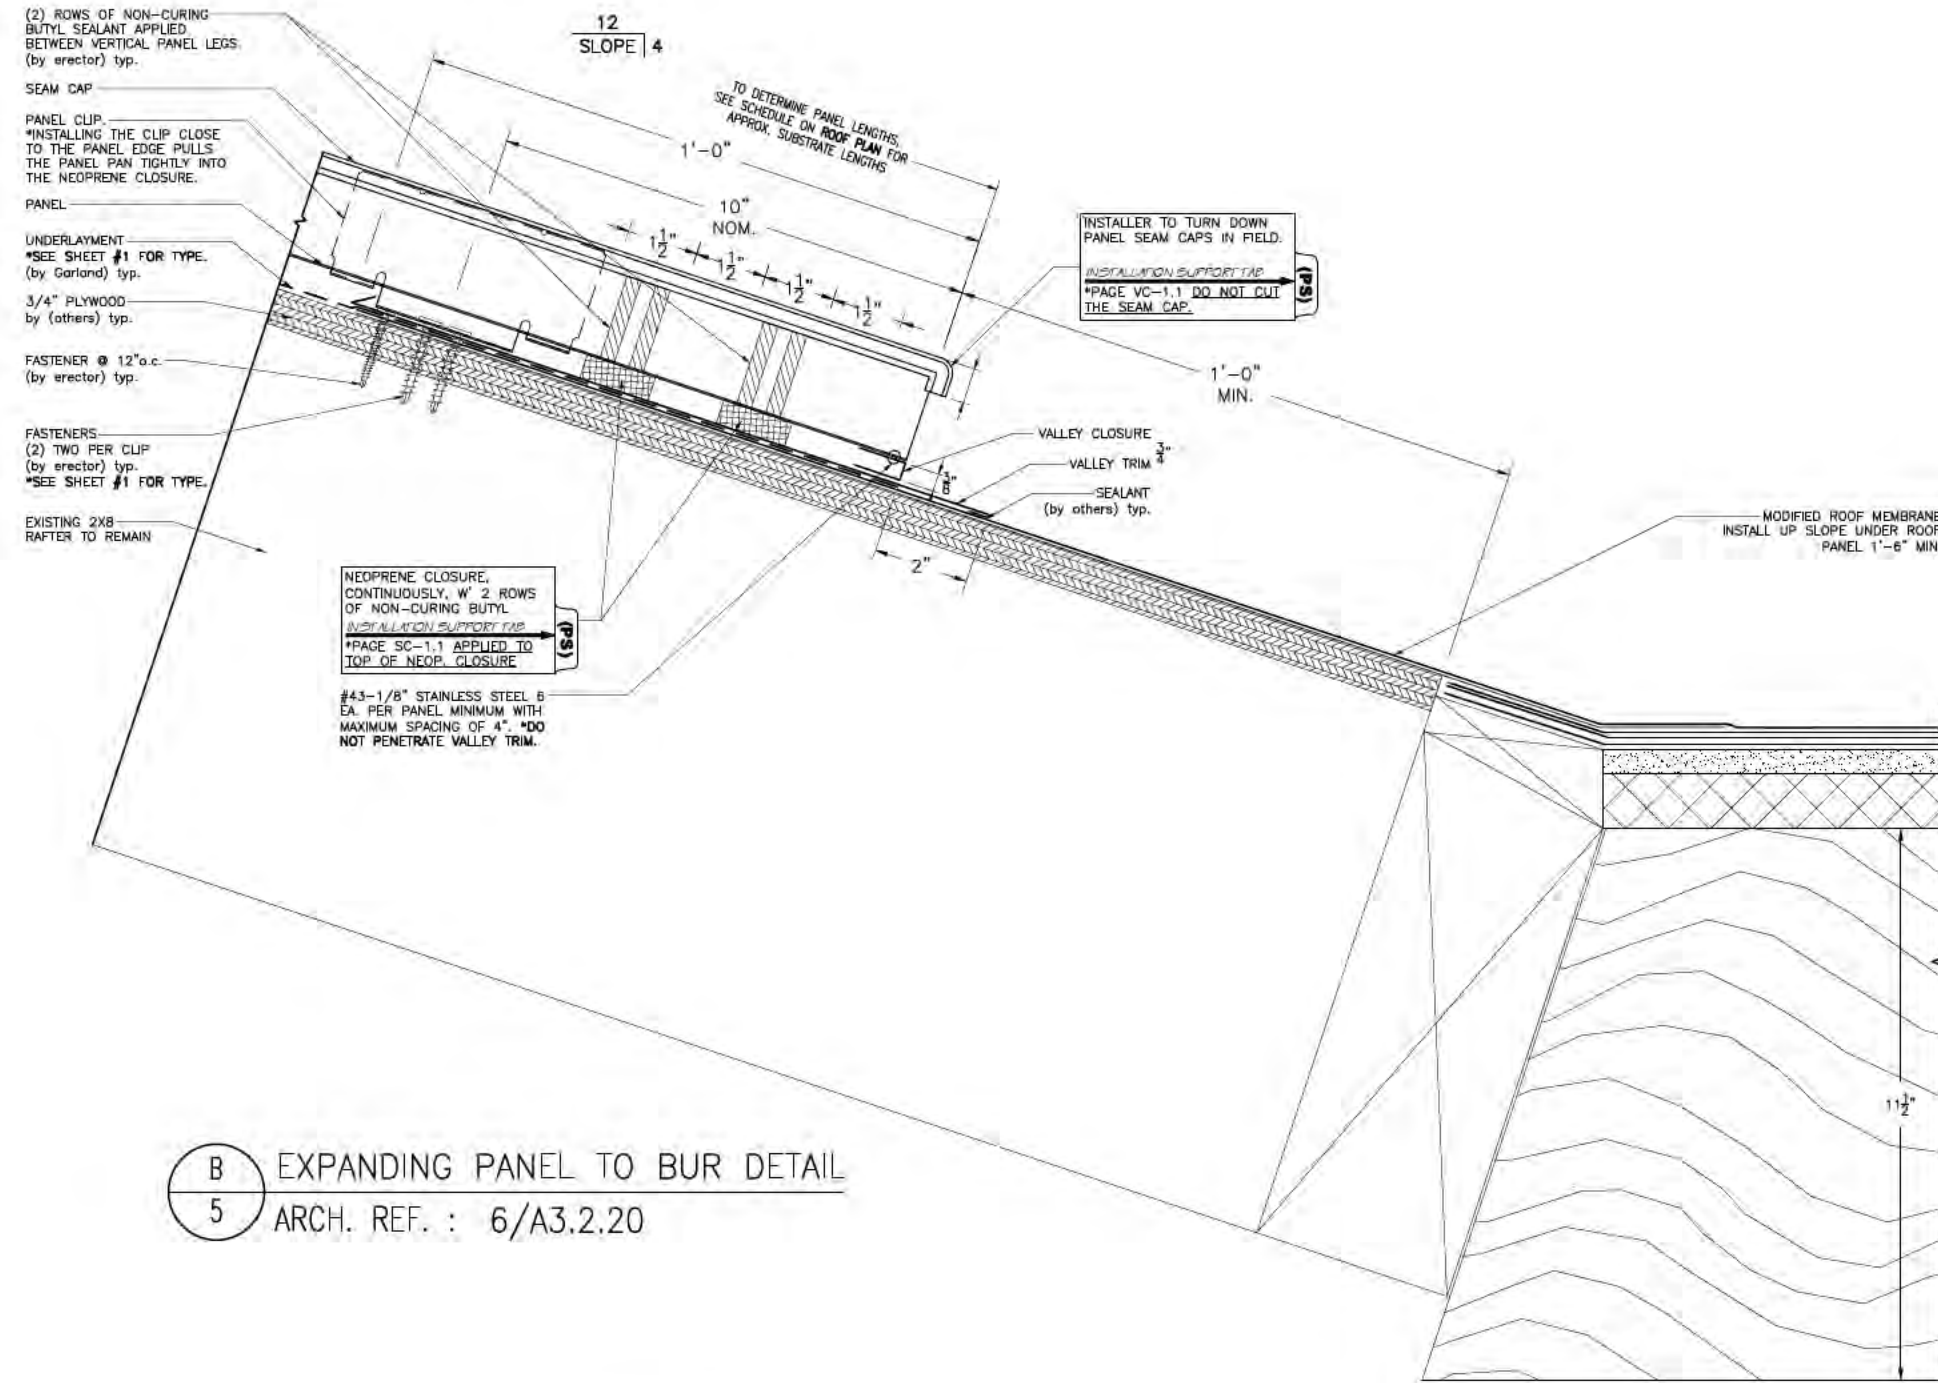 (2) ROWS OF NON-CURING
BUTYL SEALANT APPLIED
BETWEEN VERTICAL PANEL LEGS
(by erector) typ.
SEAM CAP
PANEL CLIP.
*INSTALLING THE CLIP CLOSE
TO THE PANEL EDGE PULLS
THE PANEL PAN TIGHTLY INTO
THE NEOPRENE CLOSURE.
PANEL
UNDERLAYMENT
*SEE SHEET #1 FOR TYPE.
(by Garland) typ.
3/4" PLYWOOD
by (others) typ.
FASTENER @ 12"o.c.
(by erector) typ.
FASTENERS
(2) TWO PER CLIP
(by erector) typ.
*SEE SHEET #1 FOR TYPE.
EXISTING 2X8
RAFTER TO REMAIN
12
SLOPE 4
TO DETERMINE PANEL LENGTHS,
SEE SCHEDULE ON ROOF PLAN FOR
APPROX. SUBSTRATE LENGTHS
1'-0"
10"
NOM.
1 1/2"
1 1/2"
1 1/2"
1 1/2"
INSTALLER TO TURN DOWN
PANEL SEAM CAPS IN FIELD.
INSTALLATION SUPPORT TAB
*PAGE VC-1.1 DO NOT CUT
THE SEAM CAP.
(PS)
1'-0"
MIN.
3/4"
VALLEY CLOSURE
VALLEY TRIM
SEALANT
(by others) typ.
3/8"
2"
MODIFIED ROOF MEMBRANE
INSTALL UP SLOPE UNDER ROOF
PANEL 1'-6" MIN
NEOPRENE CLOSURE,
CONTINUOUSLY, W' 2 ROWS
OF NON-CURING BUTYL
INSTALLATION SUPPORT TAB
*PAGE SC-1.1 APPLIED TO
TOP OF NEOP. CLOSURE
(PS)
#43-1/8" STAINLESS STEEL 6
EA. PER PANEL MINIMUM WITH
MAXIMUM SPACING OF 4". *DO
NOT PENETRATE VALLEY TRIM.
11 1/2"
B
5
EXPANDING PANEL TO BUR DETAIL
ARCH. REF. : 6/A3.2.20